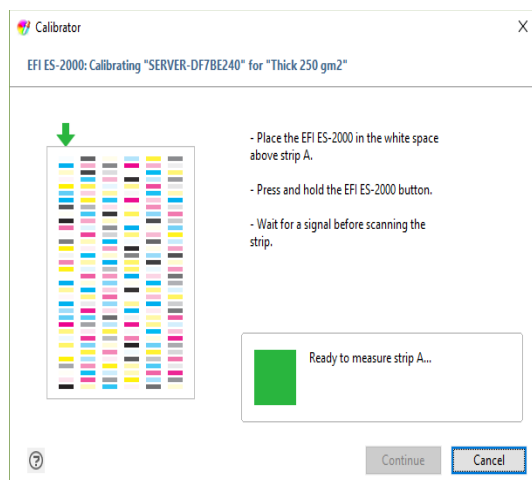 Calibrator
X
EFI ES-2000: Calibrating "SERVER-DF7BE240" for "Thick 250 gm2"
- Place the EFI ES-2000 in the white space
above strip A.
- Press and hold the EFI ES-2000 button.
- Wait for a signal before scanning the
strip.
Ready to measure strip A...
?
Continue
Cancel